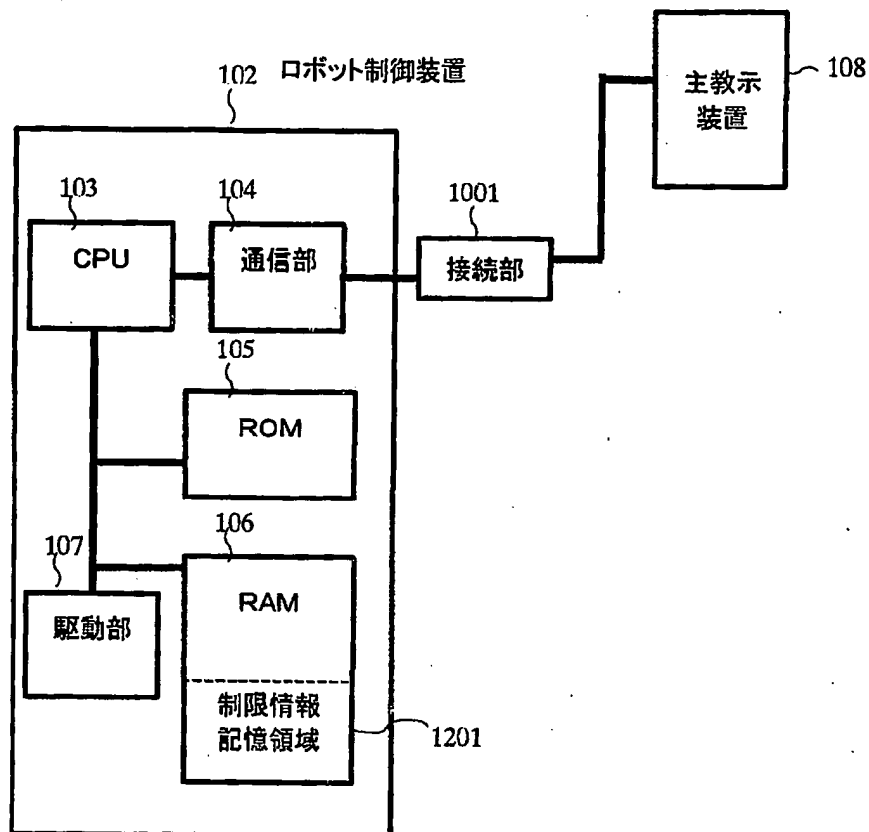 102 ロボット制御装置
主教示
装置
108
103
CPU
104
通信部
1001
接続部
105
ROM
106
RAM
107
駆動部
制限情報
記憶領域
1201